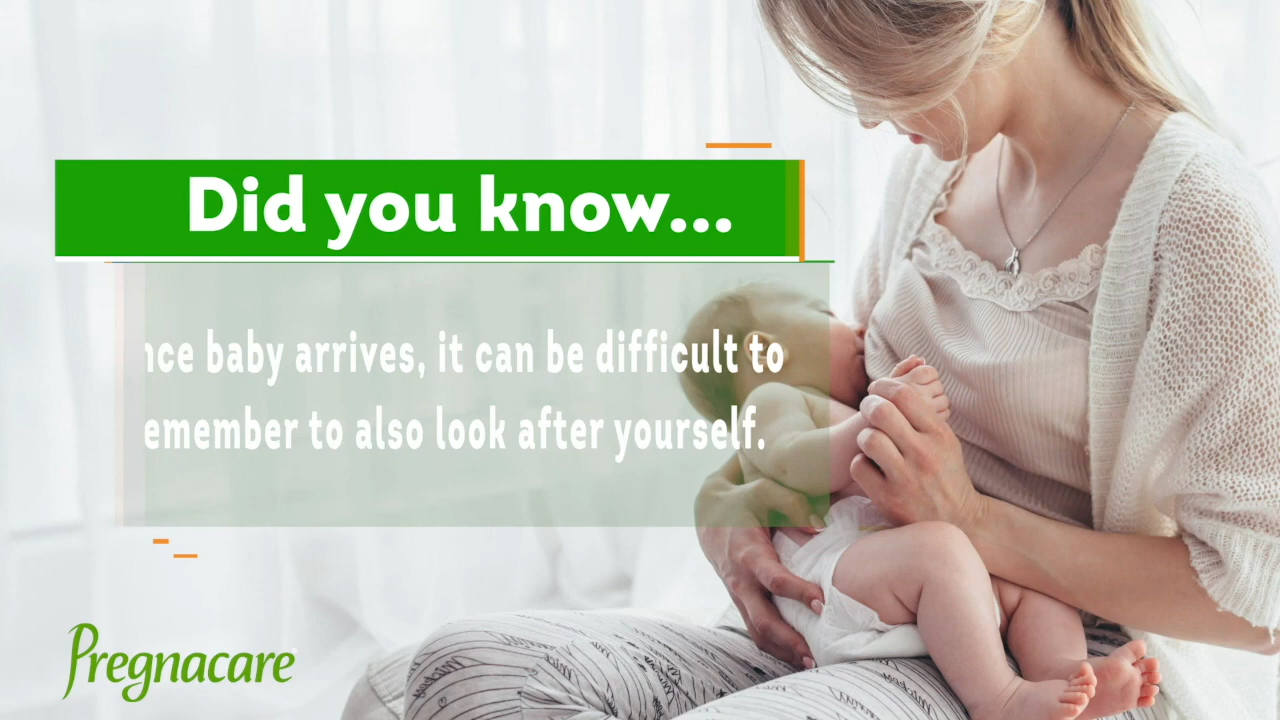 Did you know...
nce baby arrives, it can be difficult to
emember to also look after yourself.
Pregnacare